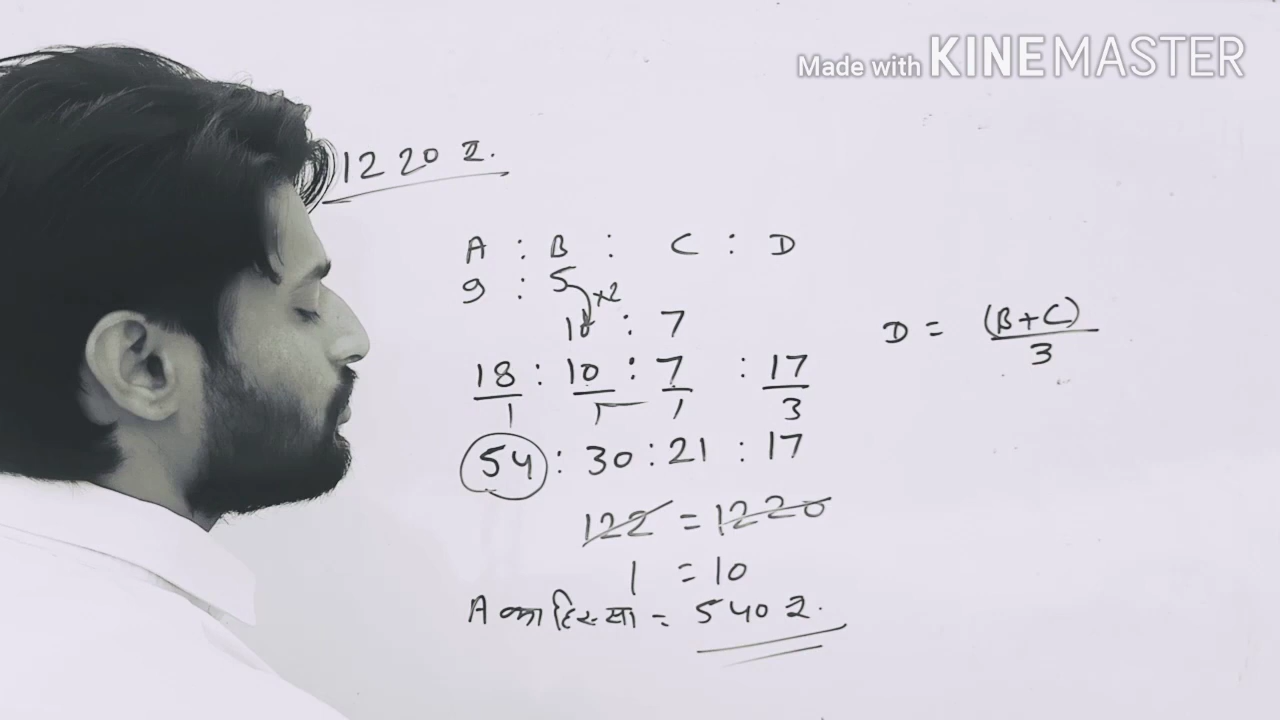 Made with KINEMASTER
1220 रु.
A : B : C : D
9 : 5
×2
10 : 7
D = (B+C)/3
18/1 : 10/1 : 7/1 : 17/3
54 : 30 : 21 : 17
122 = 1220
1 = 10
A का हिस्सा = 540 रु.